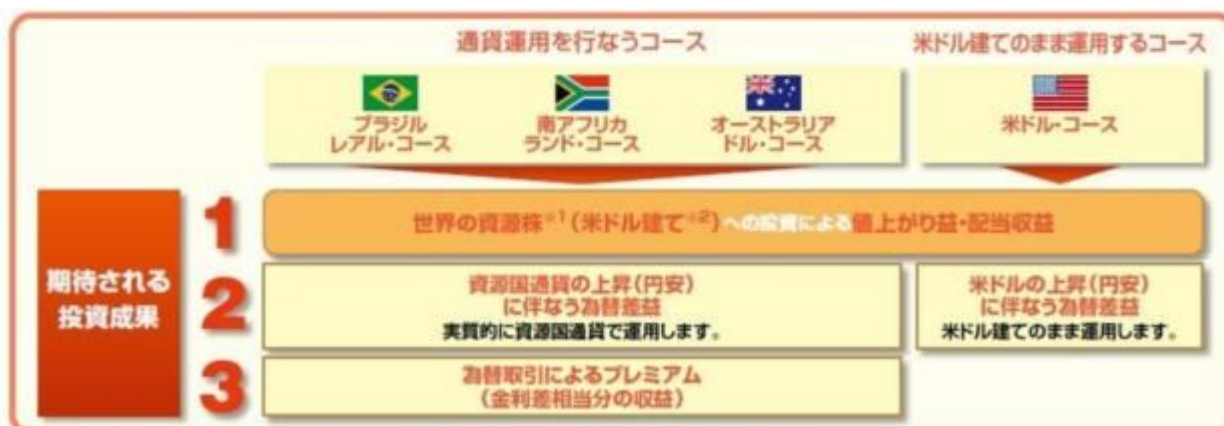 通貨運用を行なうコース
米ドル建てのまま運用するコース
ブラジル
レアル・コース
南アフリカ
ランド・コース
オーストラリア
ドル・コース
米ドル・コース
期待される
投資成果
1
世界の資源株※1(米ドル建て※2)への投資による値上がり益・配当収益
2
資源国通貨の上昇(円安)
に伴なう為替差益
実質的に資源国通貨で運用します。
米ドルの上昇(円安)
に伴なう為替差益
米ドル建てのまま運用します。
3
為替取引によるプレミアム
(金利差相当分の収益)